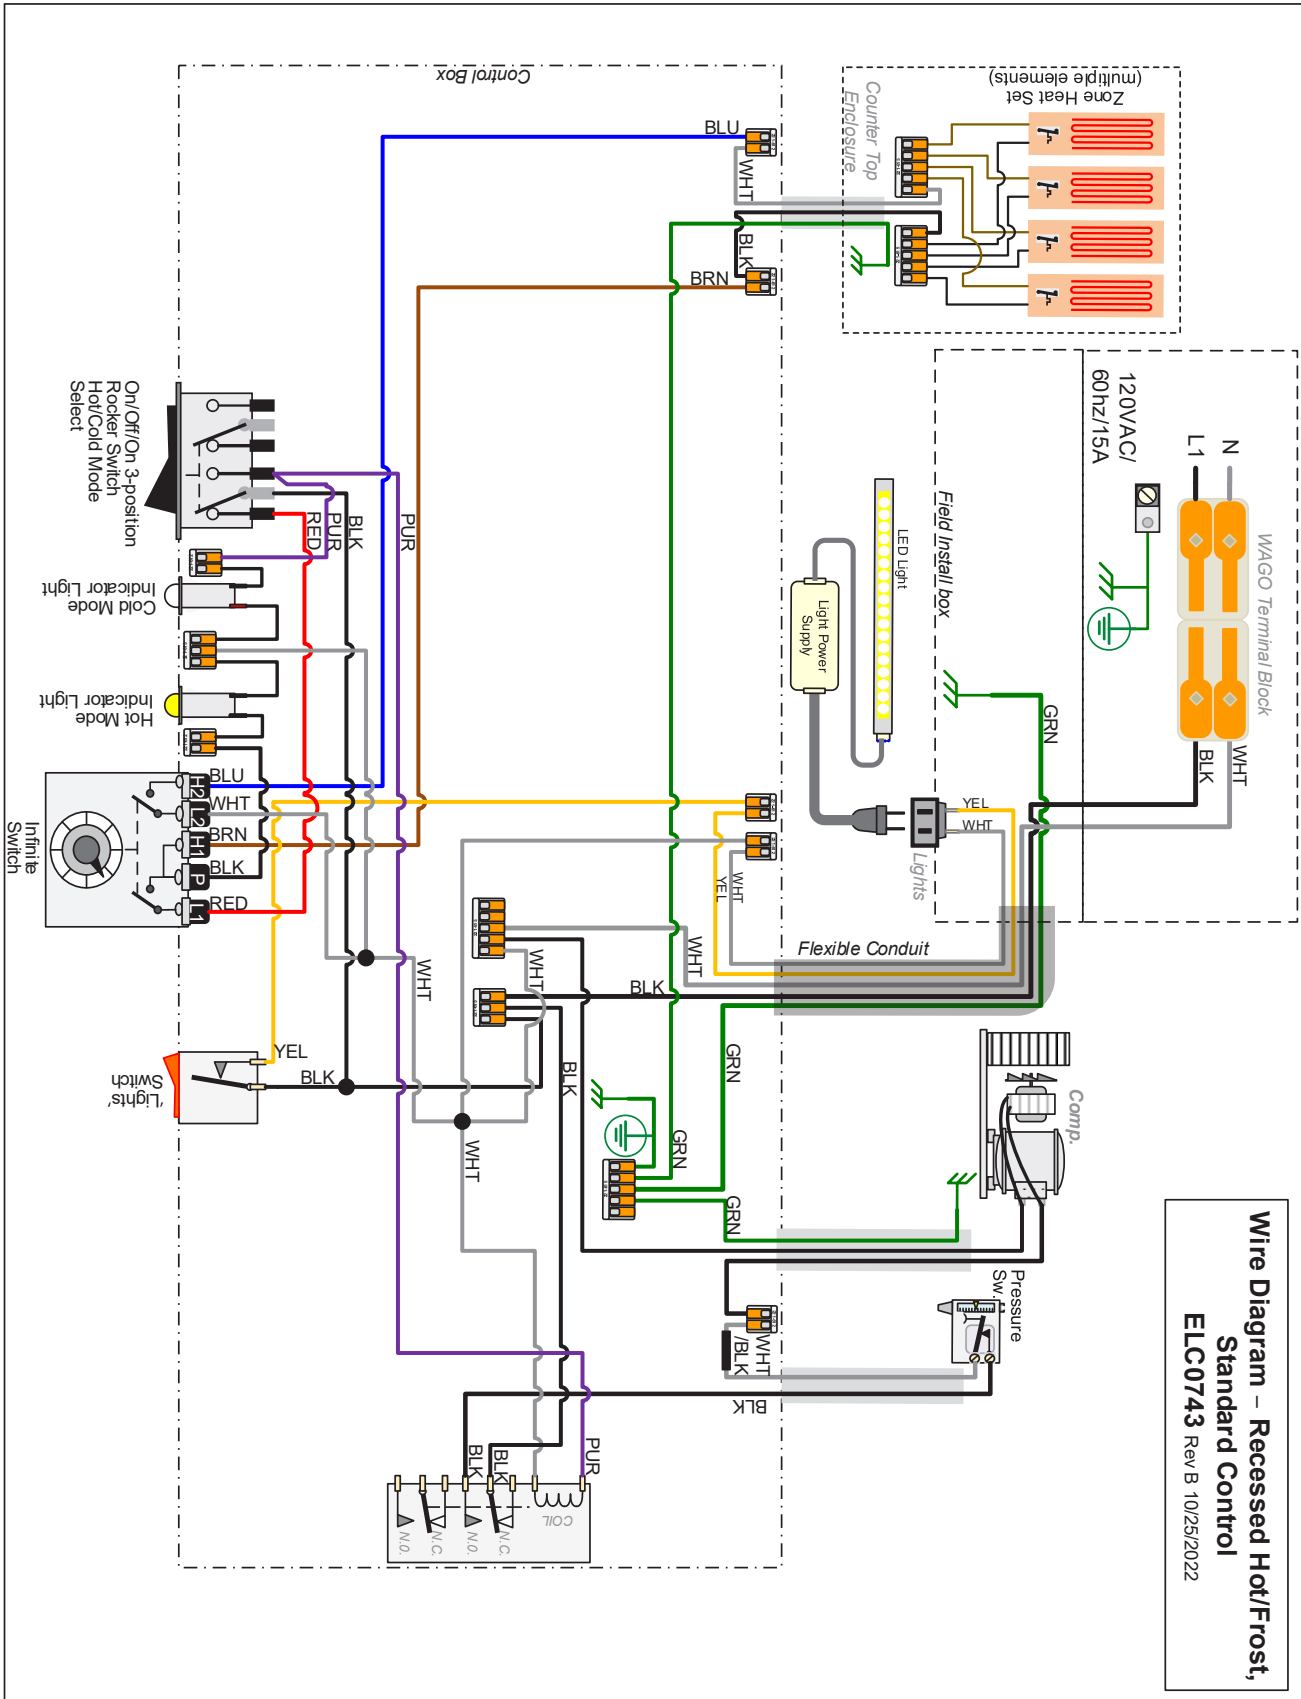 Wire Diagram – Recessed Hot/Frost,
Standard Control
ELC0743 Rev B 10/25/2022
Control Box
Zone Heat Set
(multiple elements)
Counter Top
Enclosure
BLU
WHT
BLK
BRN
120VAC/
60hz/15A
L1
N
WAGO Terminal Block
Field Install box
LED Light
Light Power
Supply
Lights
YEL
WHT
GRN
BLK
WHT
Flexible Conduit
On/Off/On 3-position
Rocker Switch
Hot/Cold Mode
Select
RED
PUR
BLK
PUR
Cold Mode
Indicator Light
Hot Mode
Indicator Light
Infinite
Switch
H2
L2
H1
P
L1
BLU
WHT
BRN
BLK
RED
YEL
WHT
WHT
WHT
WHT
BLK
'Lights'
Switch
YEL
BLK
BLK
WHT
GRN
GRN
GRN
Comp.
Pressure
Sw.
WHT
/BLK
BLK
BLK
BLK
PUR
COIL
N.C.
N.O.
N.C.
N.O.